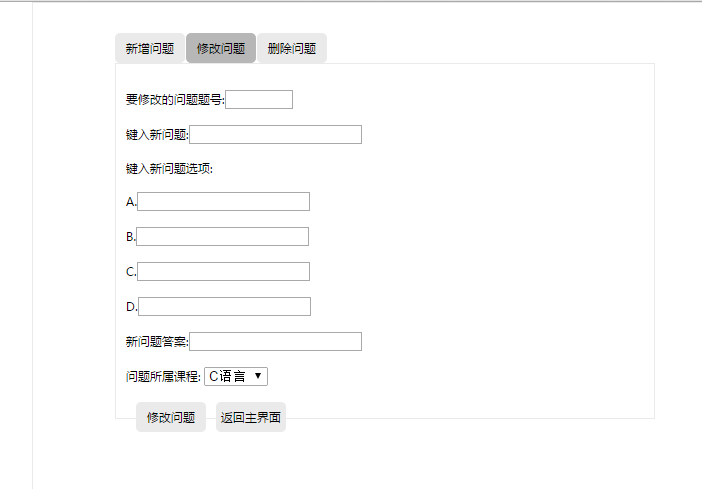 新增问题 修改问题 删除问题
要修改的问题题号:
键入新问题:
键入新问题选项:
A.
B.
C.
D.
新问题答案:
问题所属课程: C语言 ▼
修改问题 返回主界面